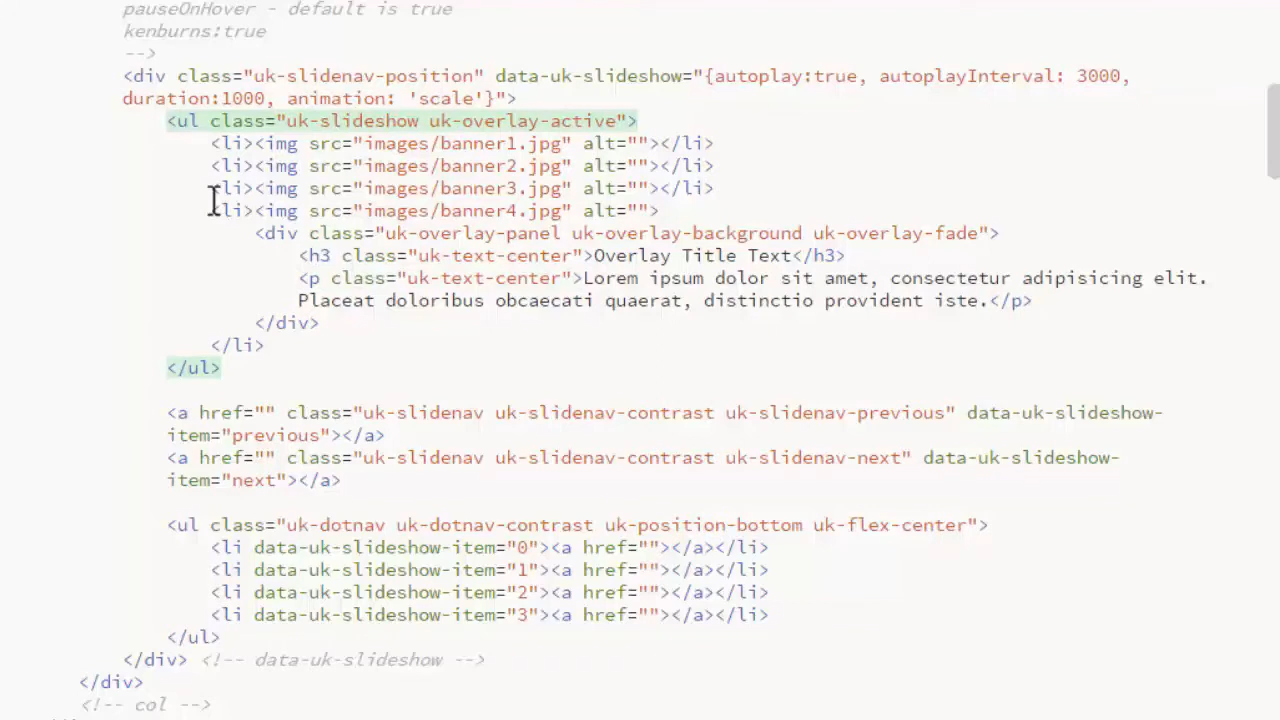 pauseOnHover - default is true
kenburns:true
-->
<div class="uk-slidenav-position" data-uk-slideshow="{autoplay:true, autoplayInterval: 3000,
duration:1000, animation: 'scale'}">
<ul class="uk-slideshow uk-overlay-active">
<li><img src="images/banner1.jpg" alt=""></li>
<li><img src="images/banner2.jpg" alt=""></li>
<li><img src="images/banner3.jpg" alt=""></li>
<li><img src="images/banner4.jpg" alt="">
<div class="uk-overlay-panel uk-overlay-background uk-overlay-fade">
<h3 class="uk-text-center">Overlay Title Text</h3>
<p class="uk-text-center">Lorem ipsum dolor sit amet, consectetur adipisicing elit.
Placeat doloribus obcaecati quaerat, distinctio provident iste.</p>
</div>
</li>
</ul>
<a href="" class="uk-slidenav uk-slidenav-contrast uk-slidenav-previous" data-uk-slideshow-
item="previous"></a>
<a href="" class="uk-slidenav uk-slidenav-contrast uk-slidenav-next" data-uk-slideshow-
item="next"></a>
<ul class="uk-dotnav uk-dotnav-contrast uk-position-bottom uk-flex-center">
<li data-uk-slideshow-item="0"><a href=""></a></li>
<li data-uk-slideshow-item="1"><a href=""></a></li>
<li data-uk-slideshow-item="2"><a href=""></a></li>
<li data-uk-slideshow-item="3"><a href=""></a></li>
</ul>
</div> <!-- data-uk-slideshow -->
</div>
<!-- col -->